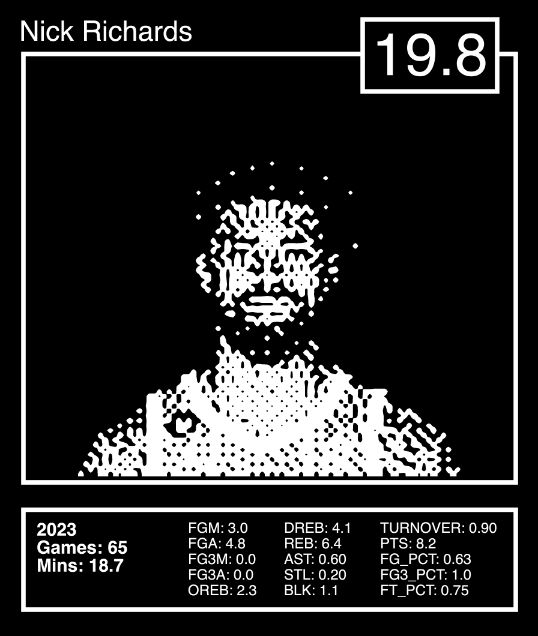 Nick Richards
19.8
2023
Games: 65
Mins: 18.7
FGM: 3.0
FGA: 4.8
FG3M: 0.0
FG3A: 0.0
OREB: 2.3
DREB: 4.1
REB: 6.4
AST: 0.60
STL: 0.20
BLK: 1.1
TURNOVER: 0.90
PTS: 8.2
FG_PCT: 0.63
FG3_PCT: 1.0
FT_PCT: 0.75